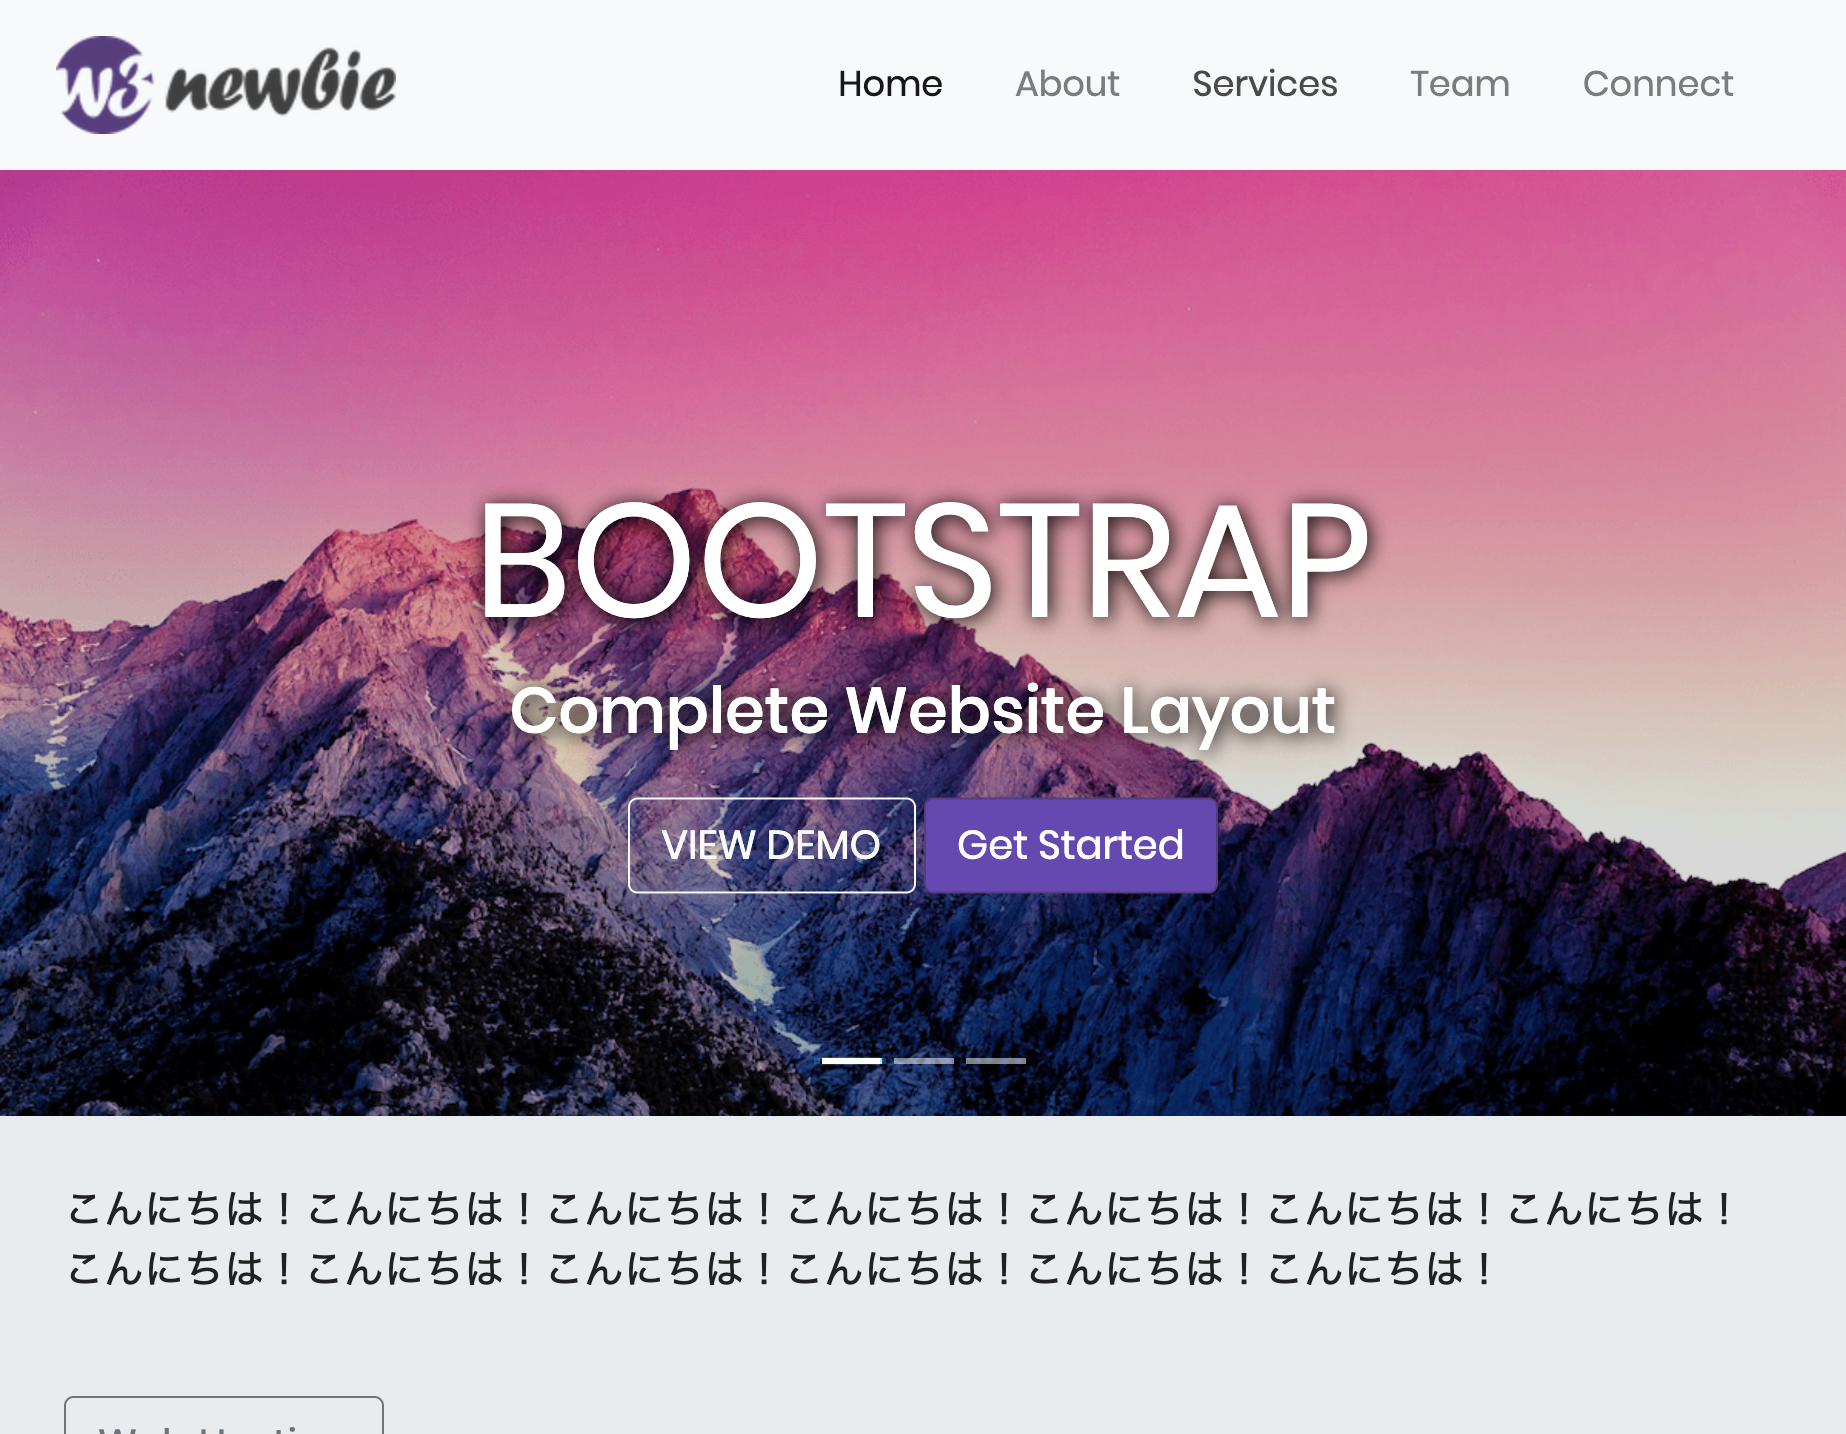 W3 newbie
Home About Services Team Connect
BOOTSTRAP
Complete Website Layout
VIEW DEMO Get Started
こんにちは！こんにちは！こんにちは！こんにちは！こんにちは！こんにちは！こんにちは！
こんにちは！こんにちは！こんにちは！こんにちは！こんにちは！こんにちは！